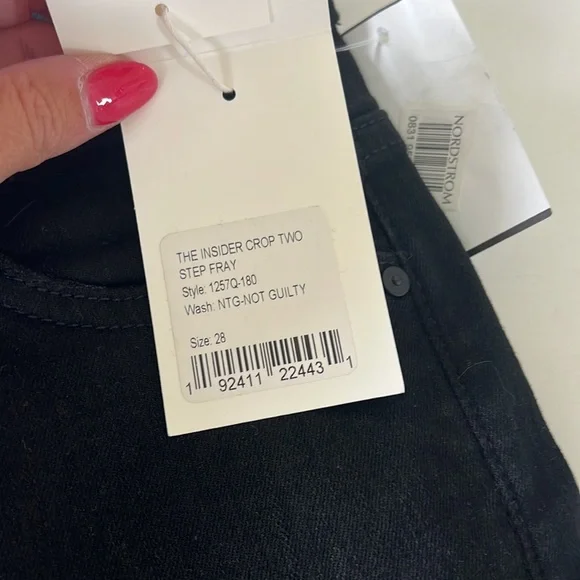 THE INSIDER CROP TWO
STEP FRAY
Style: 1257Q-180
Wash: NTG-NOT GUILTY
Size: 28
1 92411 22443 1
NORDSTROM
0631